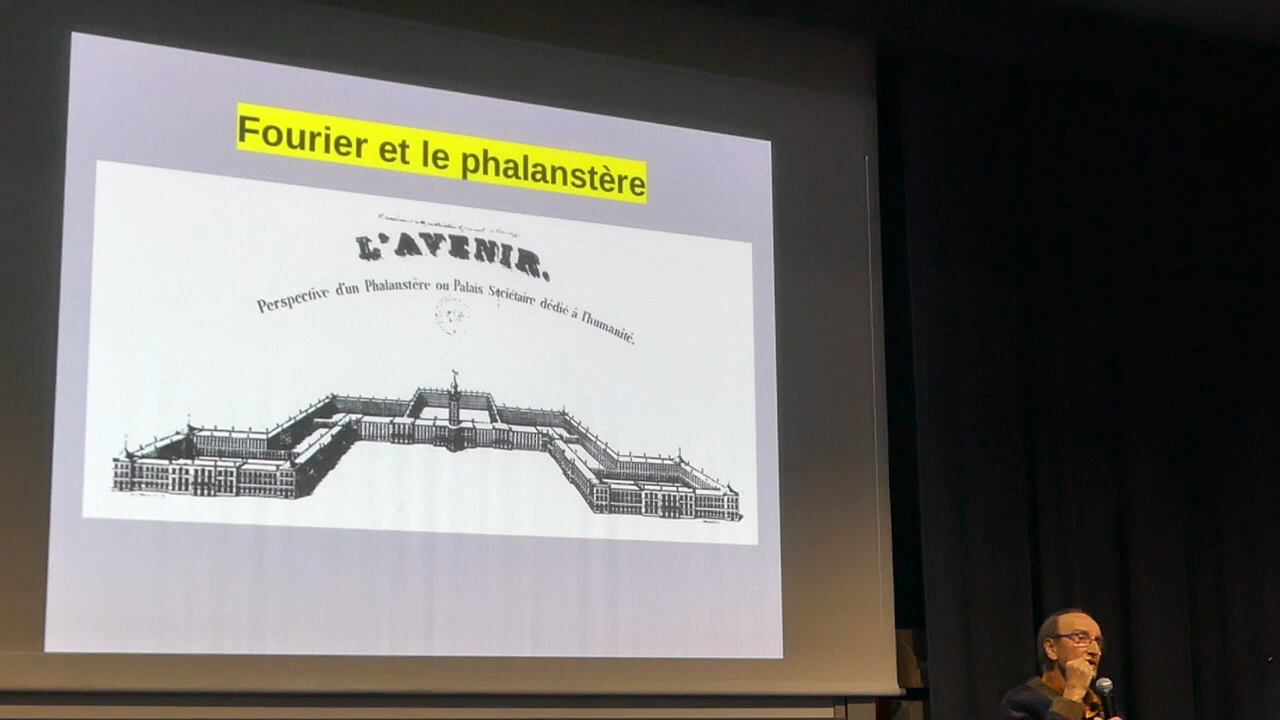 Fourier et le phalanstère
L'AVENIR.
Perspective d'un Phalanstère ou Palais Sociétaire dédié à l'humanité.